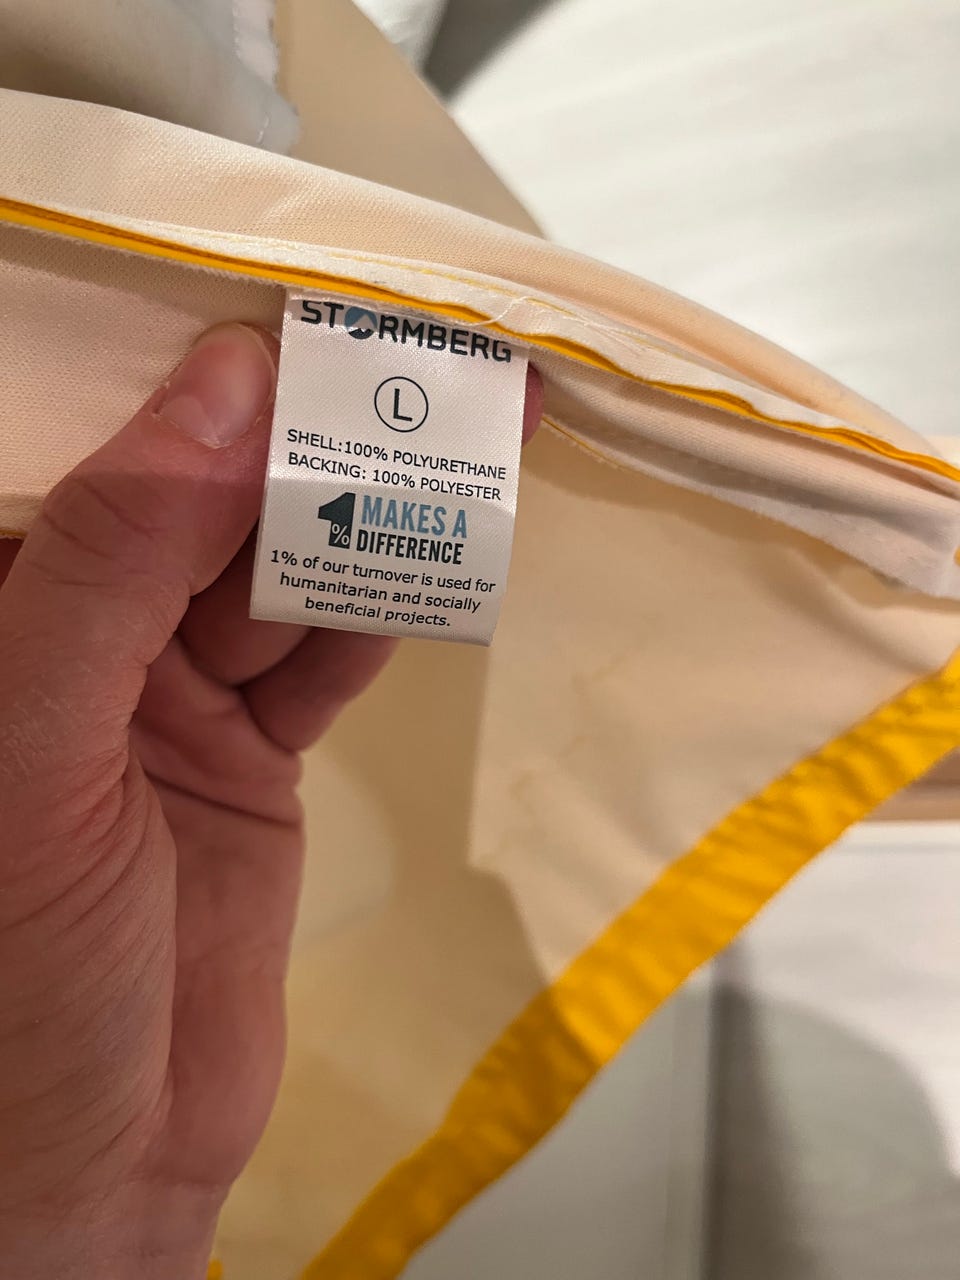 STORMBERG
L
SHELL:100% POLYURETHANE
BACKING: 100% POLYESTER
1% MAKES A
DIFFERENCE
1% of our turnover is used for
humanitarian and socially
beneficial projects.